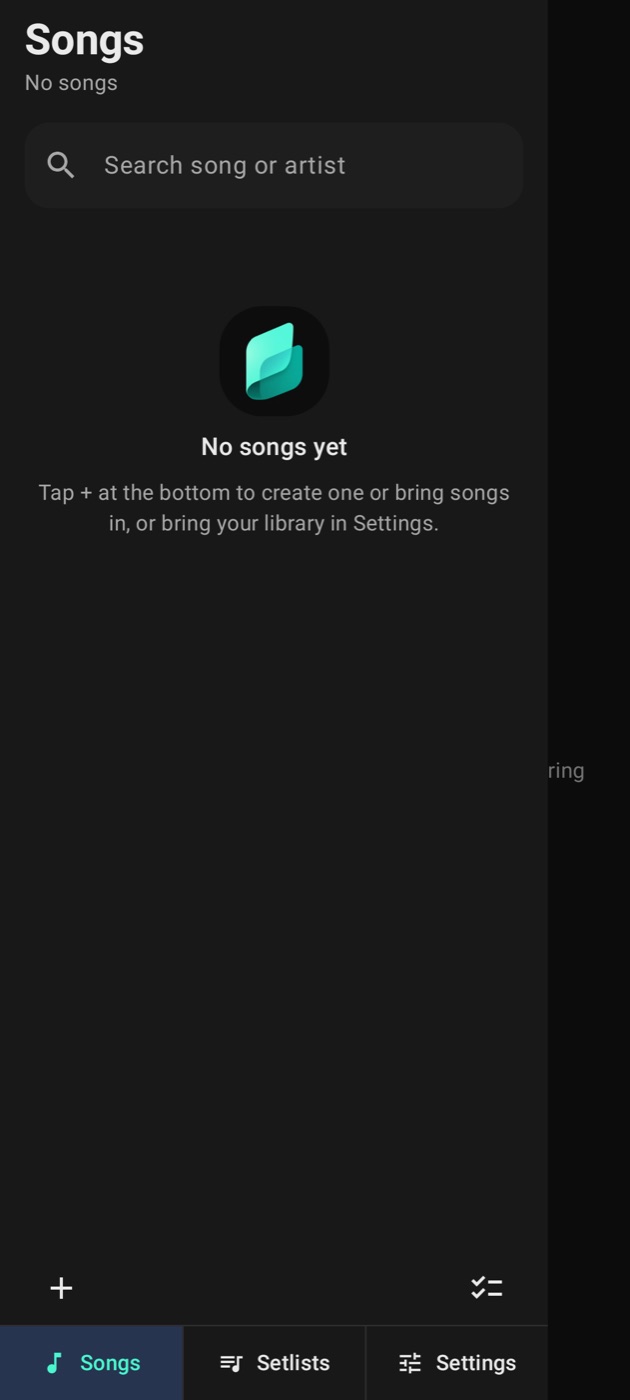 Songs
No songs
Search song or artist
No songs yet
Tap + at the bottom to create one or bring songs
in, or bring your library in Settings.
ring
Songs
Setlists
Settings